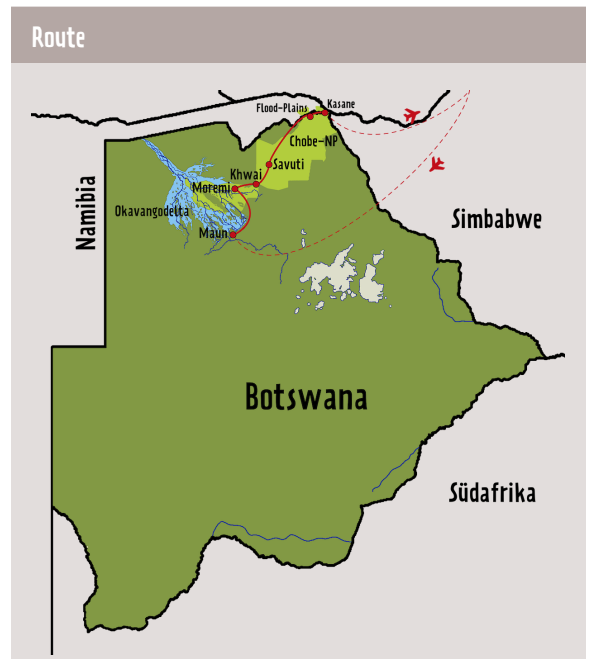 Route
Kasane
Flood-Plains
Chobe-NP
Savuti
Khwai
Moremi
Okavangodelta
Maun
Namibia
Simbabwe
Botswana
Südafrika